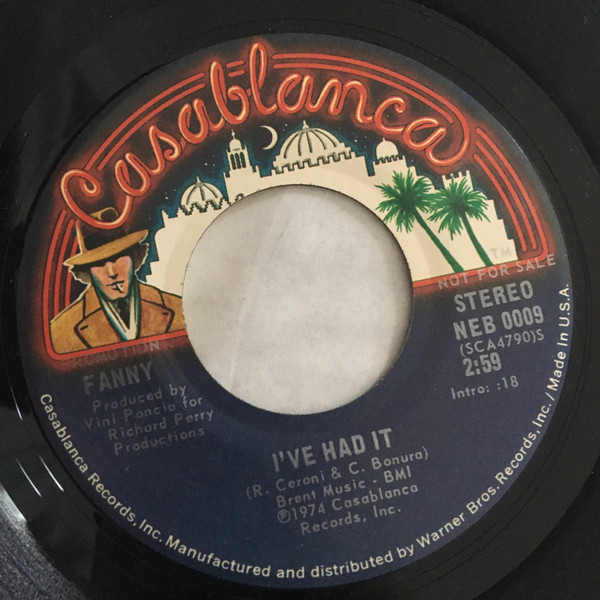 Casablanca
TM
NOT FOR SALE
STEREO
NEB 0009
(SCA4790)S
2:59
Intro: :18
PROMOTION
FANNY
Produced by
Vini Poncia for
Richard Perry
Productions
I'VE HAD IT
(R. Ceroni & C. Bonura)
Brent Music - BMI
℗1974 Casablanca
Records, Inc.
Casablanca Records, Inc. Manufactured and distributed by Warner Bros. Records, Inc. / Made in U.S.A.